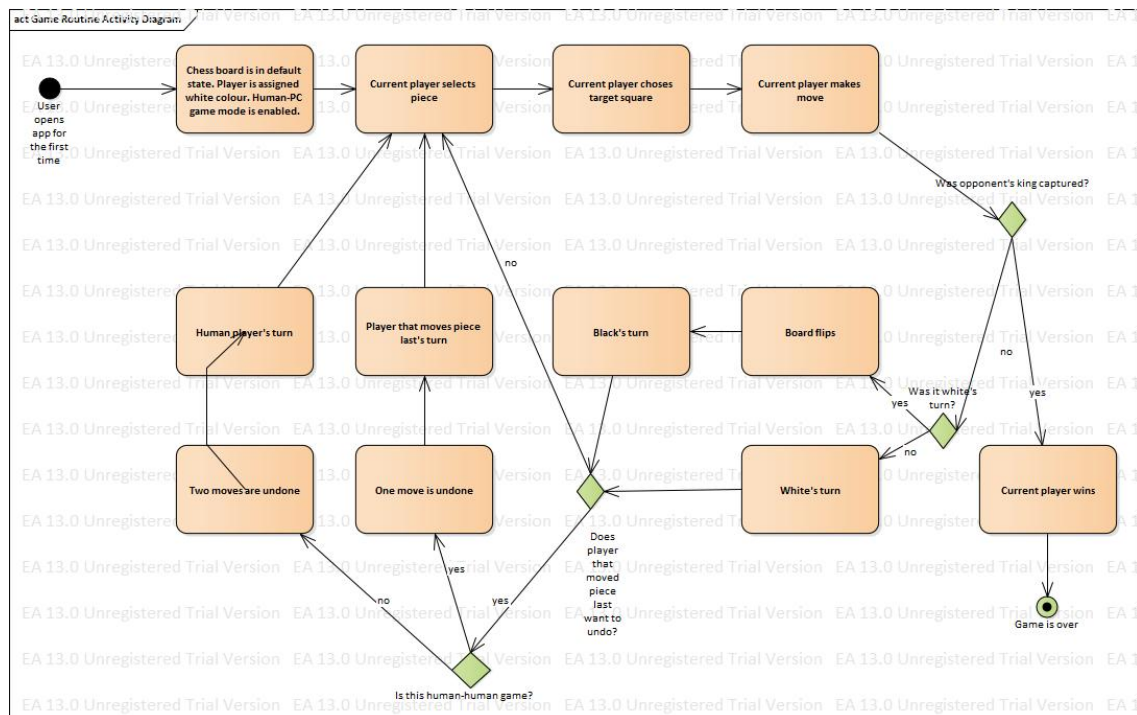 act Game Routine Activity Diagram
User
opens
app for
the first
time
Chess board is in default
state. Player is assigned
white colour. Human-PC
game mode is enabled.
Current player selects
piece
Current player choses
target square
Current player makes
move
Was opponent's king captured?
no
yes
Was it white's
turn?
yes
no
Board flips
Black's turn
White's turn
Current player wins
Game is over
Does
player
that
moved
piece
last
want to
undo?
no
yes
Is this human-human game?
yes
no
One move is undone
Player that moves piece
last's turn
Two moves are undone
Human player's turn
EA 13.0 Unregistered Trial Version